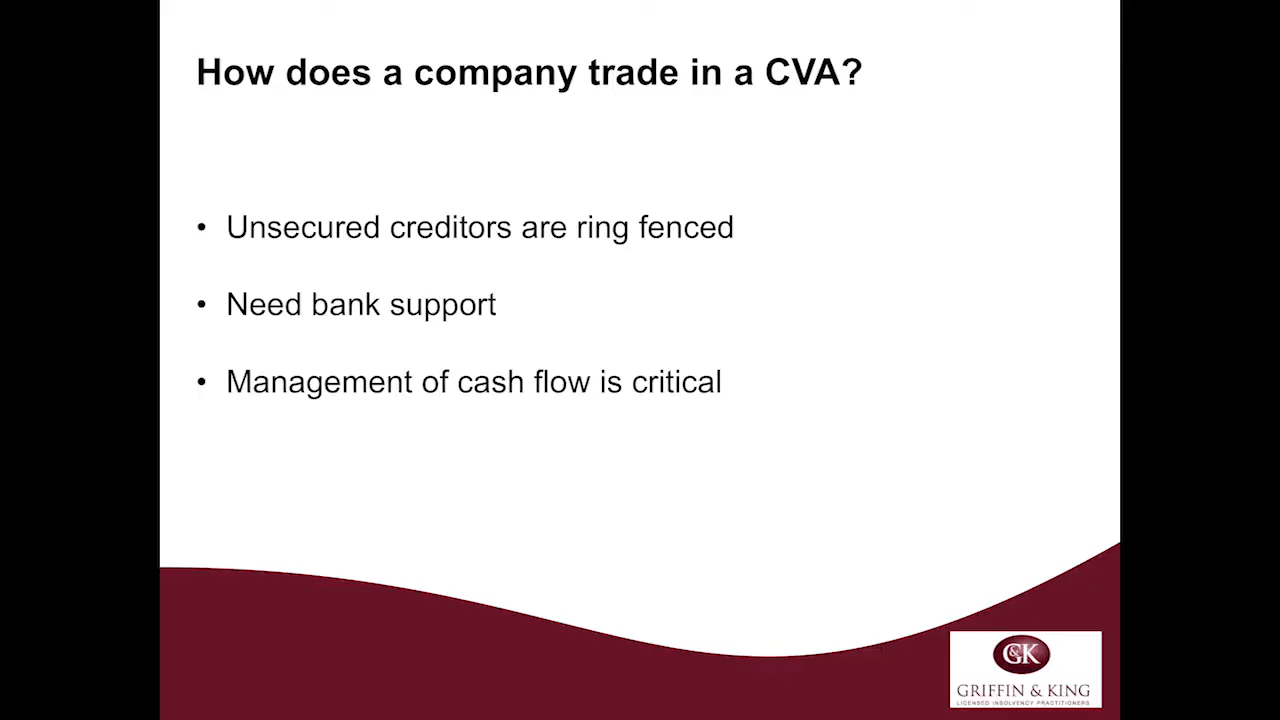 How does a company trade in a CVA?
• Unsecured creditors are ring fenced
• Need bank support
• Management of cash flow is critical
G&K
GRIFFIN & KING
LICENSED INSOLVENCY PRACTITIONERS